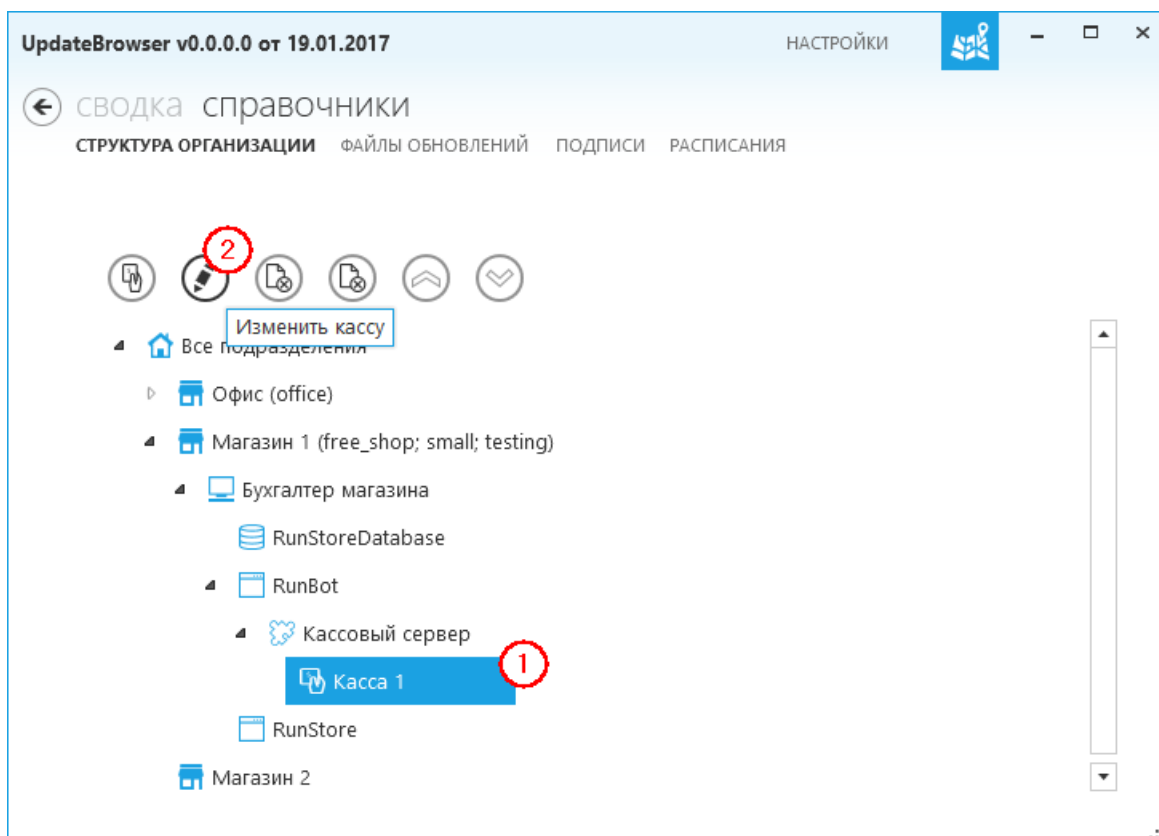 UpdateBrowser v0.0.0.0 от 19.01.2017 НАСТРОЙКИ
сводка справочники
СТРУКТУРА ОРГАНИЗАЦИИ ФАЙЛЫ ОБНОВЛЕНИЙ ПОДПИСИ РАСПИСАНИЯ
2
Изменить кассу
Все подразделения
Офис (office)
Магазин 1 (free_shop; small; testing)
Бухгалтер магазина
RunStoreDatabase
RunBot
Кассовый сервер
1
Касса 1
RunStore
Магазин 2